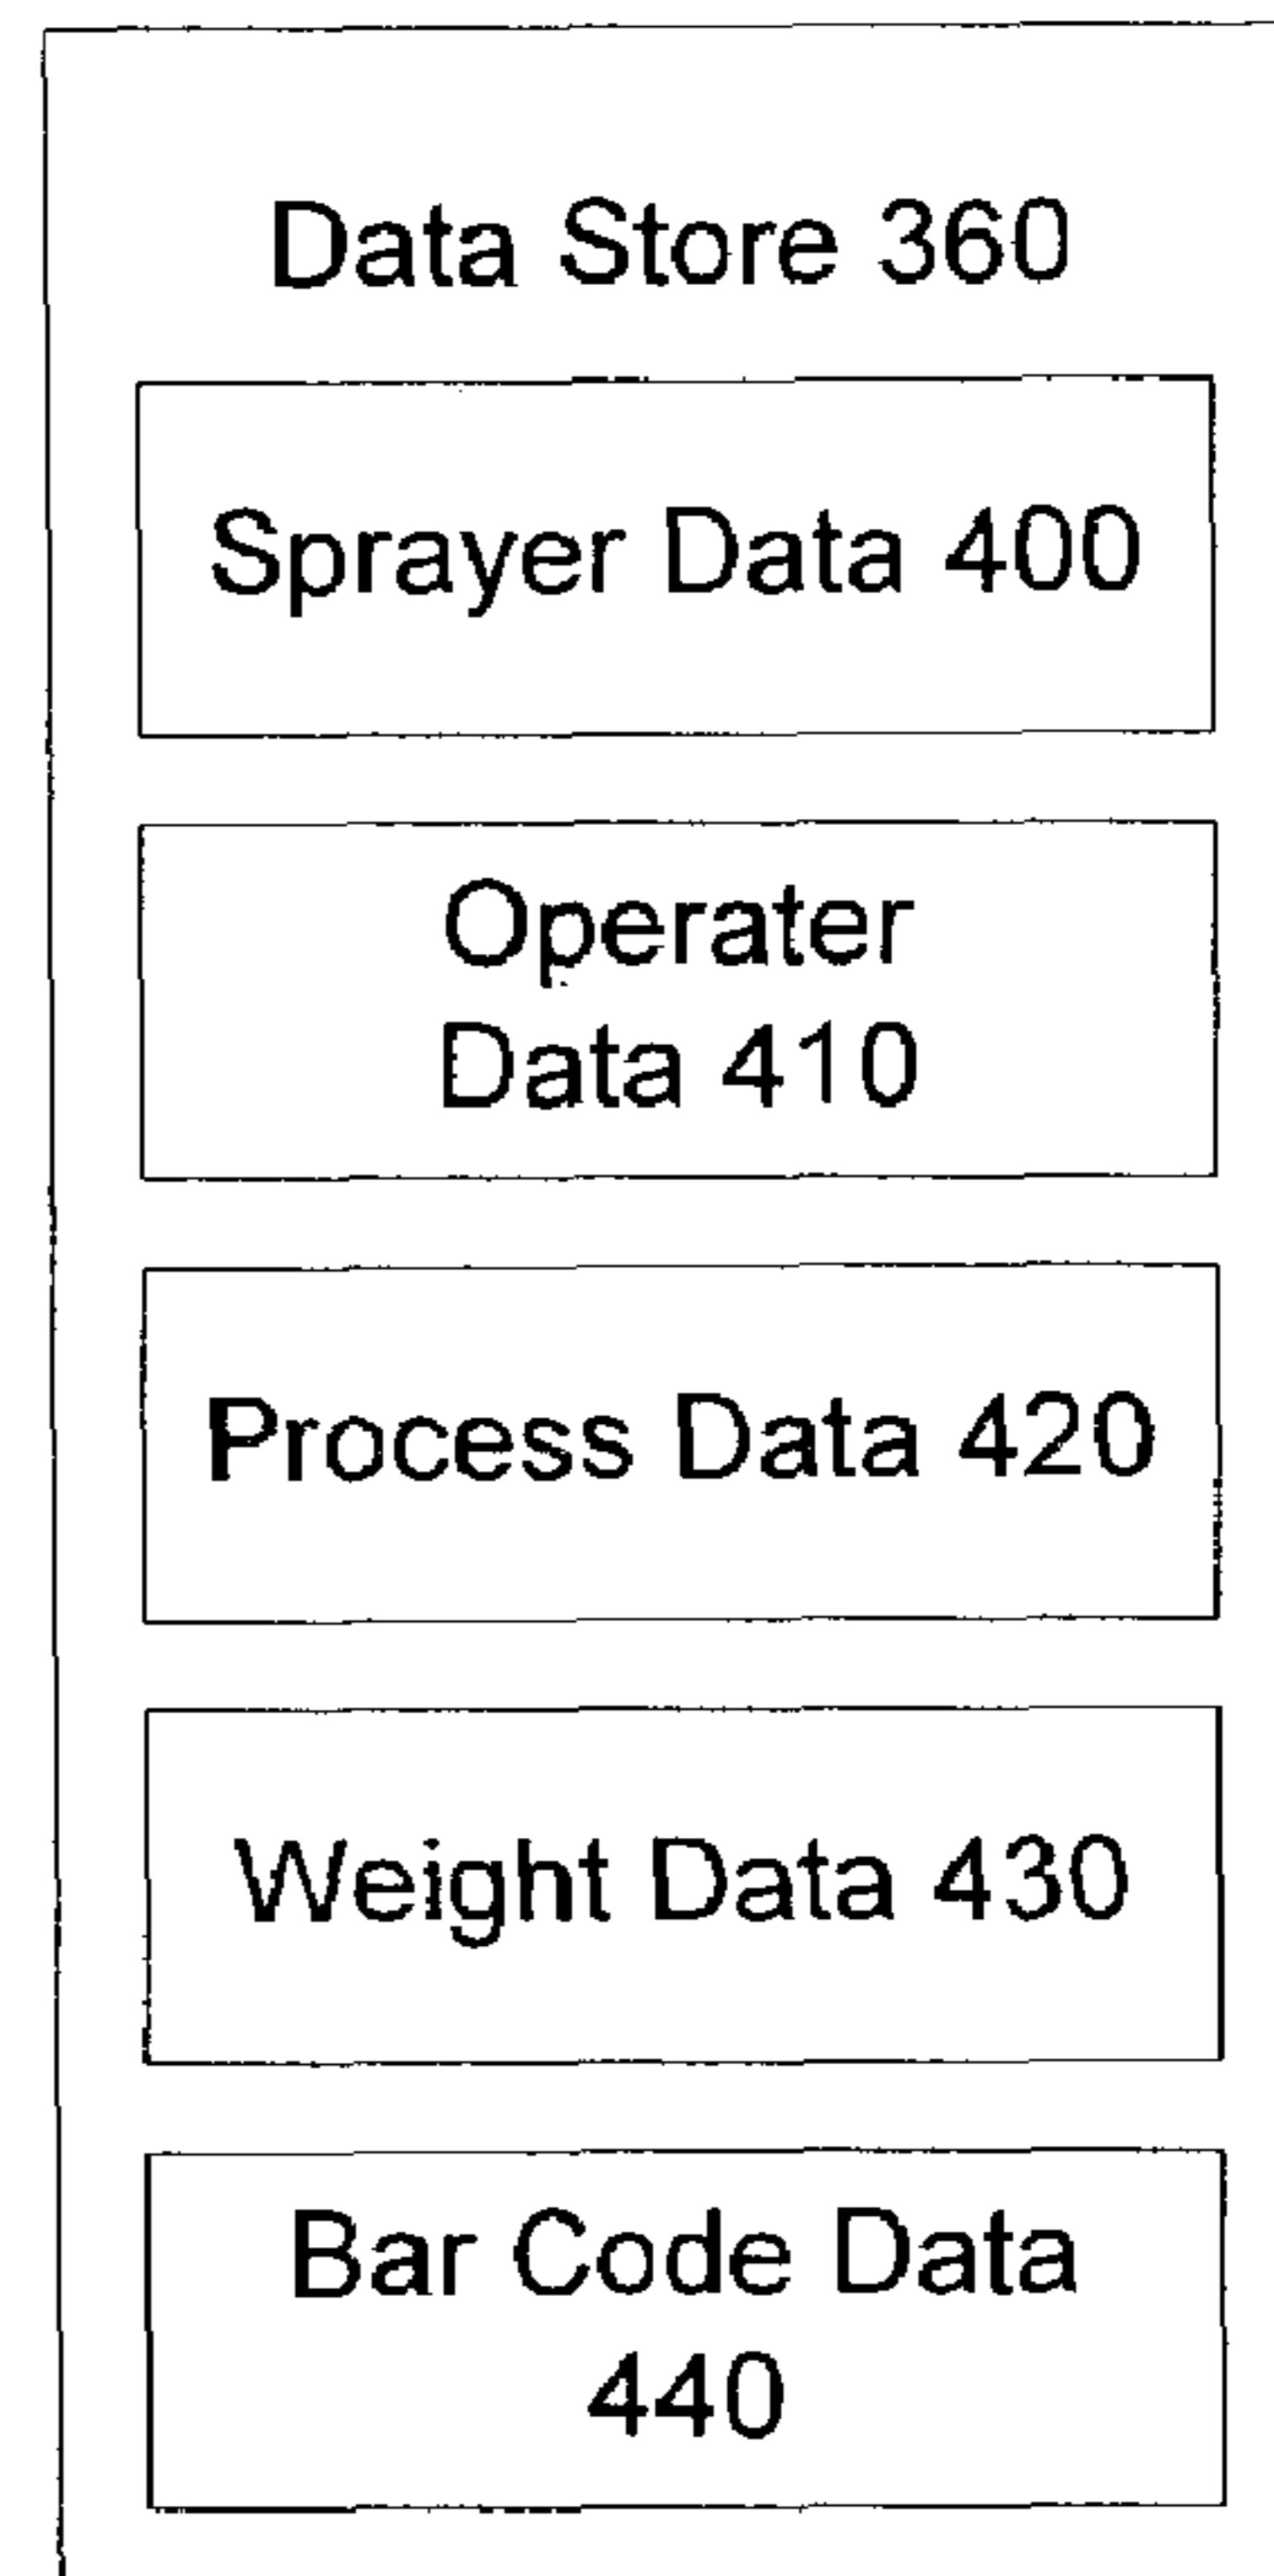 Data Store 360
Sprayer Data 400
Operater
Data 410
Process Data 420
Weight Data 430
Bar Code Data
440